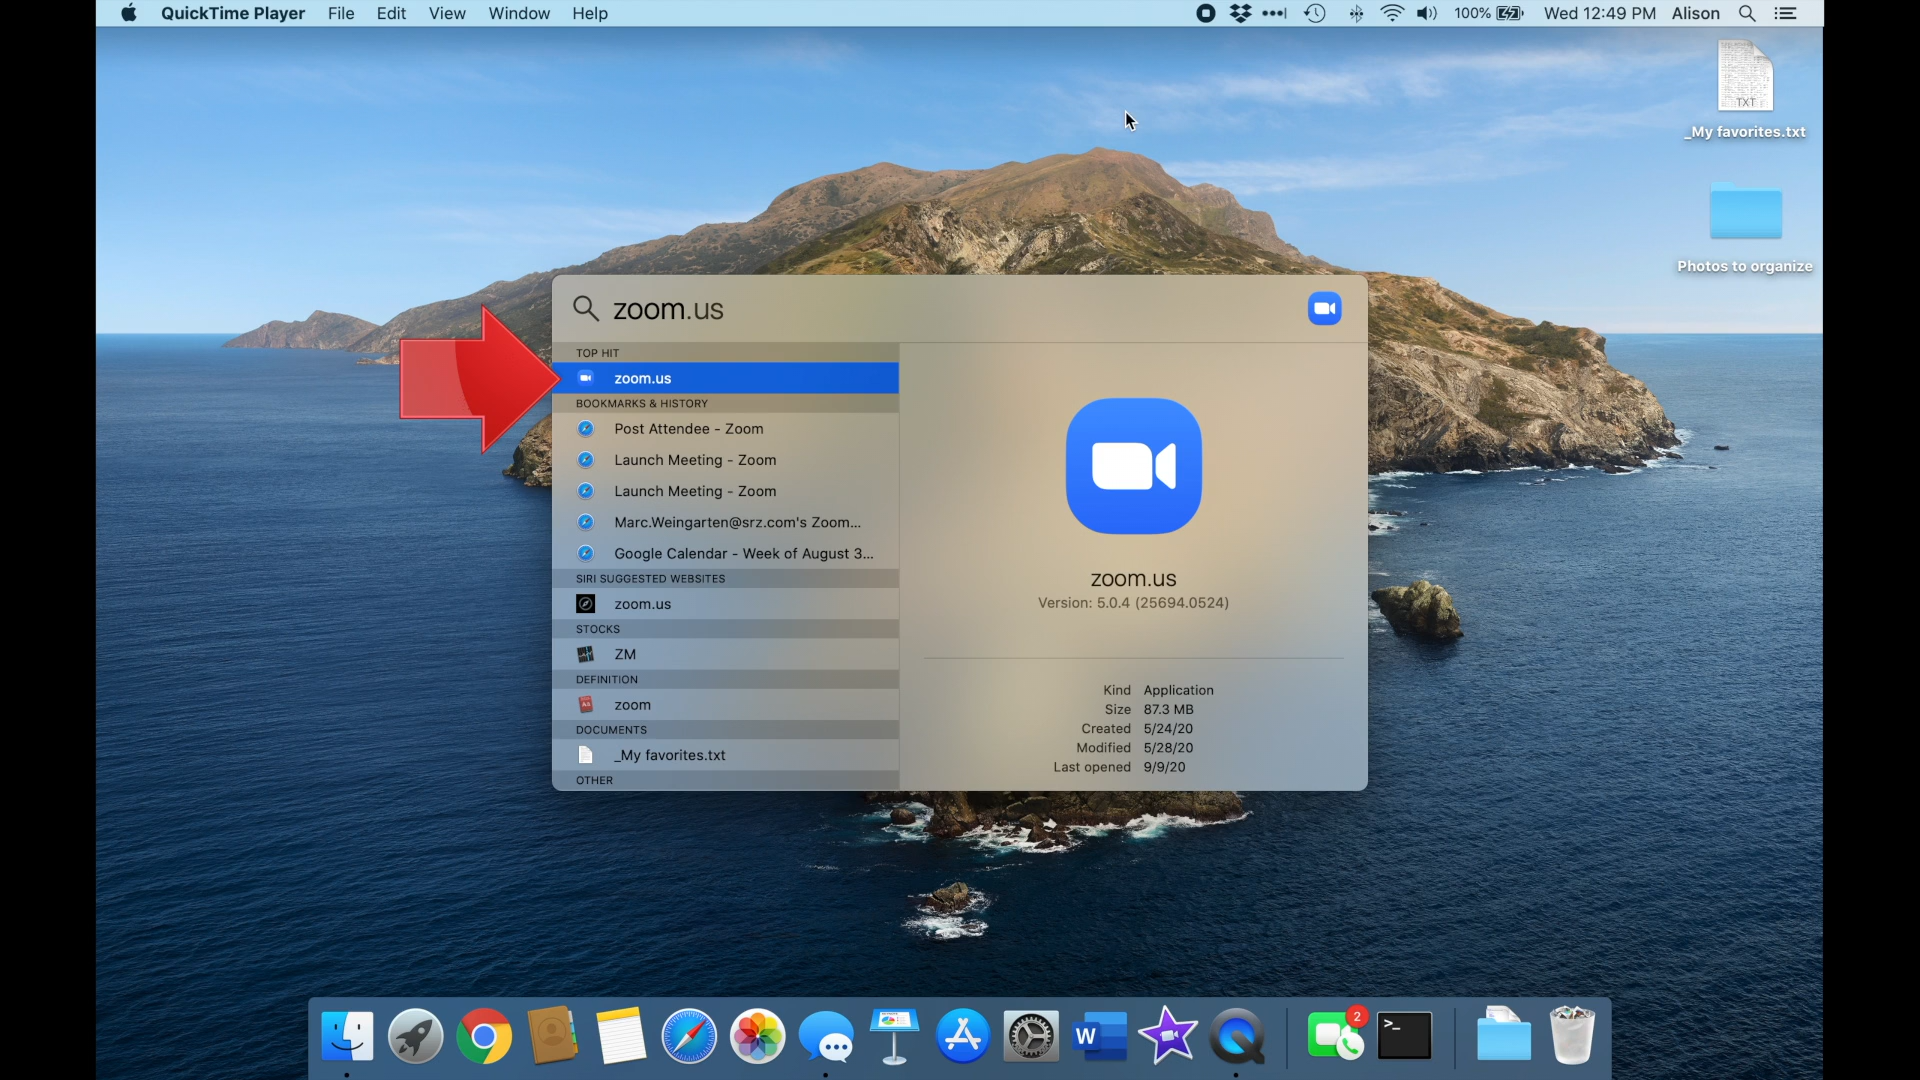 QuickTime Player File Edit View Window Help 100% Wed 12:49 PM Alison
TXT
_My favorites.txt
Photos to organize
zoom.us
TOP HIT
zoom.us
BOOKMARKS & HISTORY
Post Attendee - Zoom
Launch Meeting - Zoom
Launch Meeting - Zoom
Marc.Weingarten@srz.com's Zoom...
Google Calendar - Week of August 3...
SIRI SUGGESTED WEBSITES
zoom.us
STOCKS
ZM
DEFINITION
zoom
DOCUMENTS
_My favorites.txt
OTHER
zoom.us
Version: 5.0.4 (25694.0524)
Kind Application
Size 87.3 MB
Created 5/24/20
Modified 5/28/20
Last opened 9/9/20
W
2
>_